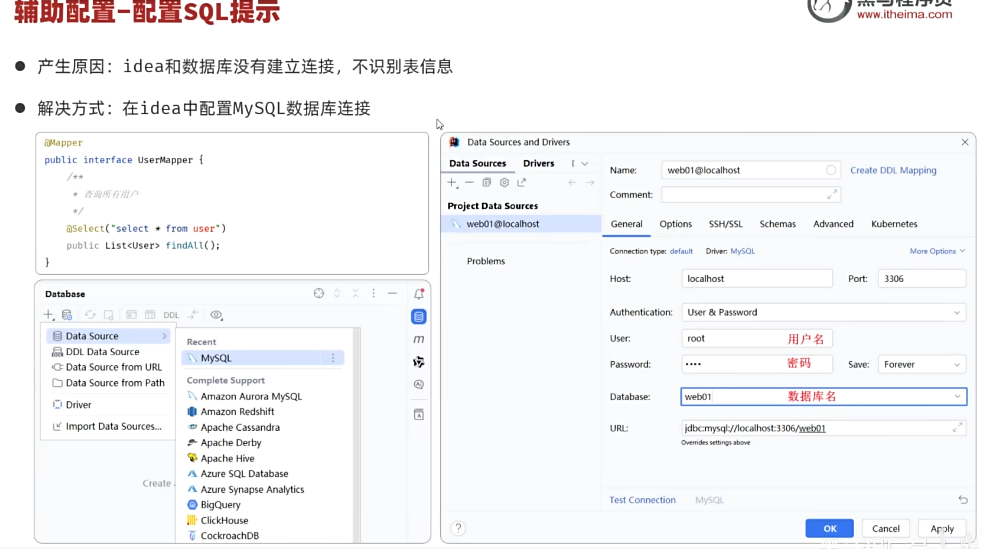 辅助配置-配置SQL提示
www.itheima.com
● 产生原因：idea和数据库没有建立连接，不识别表信息
● 解决方式：在idea中配置MySQL数据库连接
@Mapper
public interface UserMapper {
/**
* 查询所有用户
*/
@Select("select * from user")
public List<User> findAll();
}
Database
DDL
Data Source
DDL Data Source
Data Source from URL
Data Source from Path
Driver
Import Data Sources...
Create
Recent
MySQL
Complete Support
Amazon Aurora MySQL
Amazon Redshift
Apache Cassandra
Apache Derby
Apache Hive
Azure SQL Database
Azure Synapse Analytics
BigQuery
ClickHouse
CockroachDB
m
Data Sources and Drivers
Data Sources Drivers
Project Data Sources
web01@localhost
Problems
Name: web01@localhost Create DDL Mapping
Comment:
General Options SSH/SSL Schemas Advanced Kubernetes
Connection type: default Driver: MySQL More Options
Host: localhost Port: 3306
Authentication: User & Password
User: root 用户名
Password: •••• 密码 Save: Forever
Database: web01 数据库名
URL: jdbc:mysql://localhost:3306/web01
Overrides settings above
Test Connection MySQL
? OK Cancel Apply